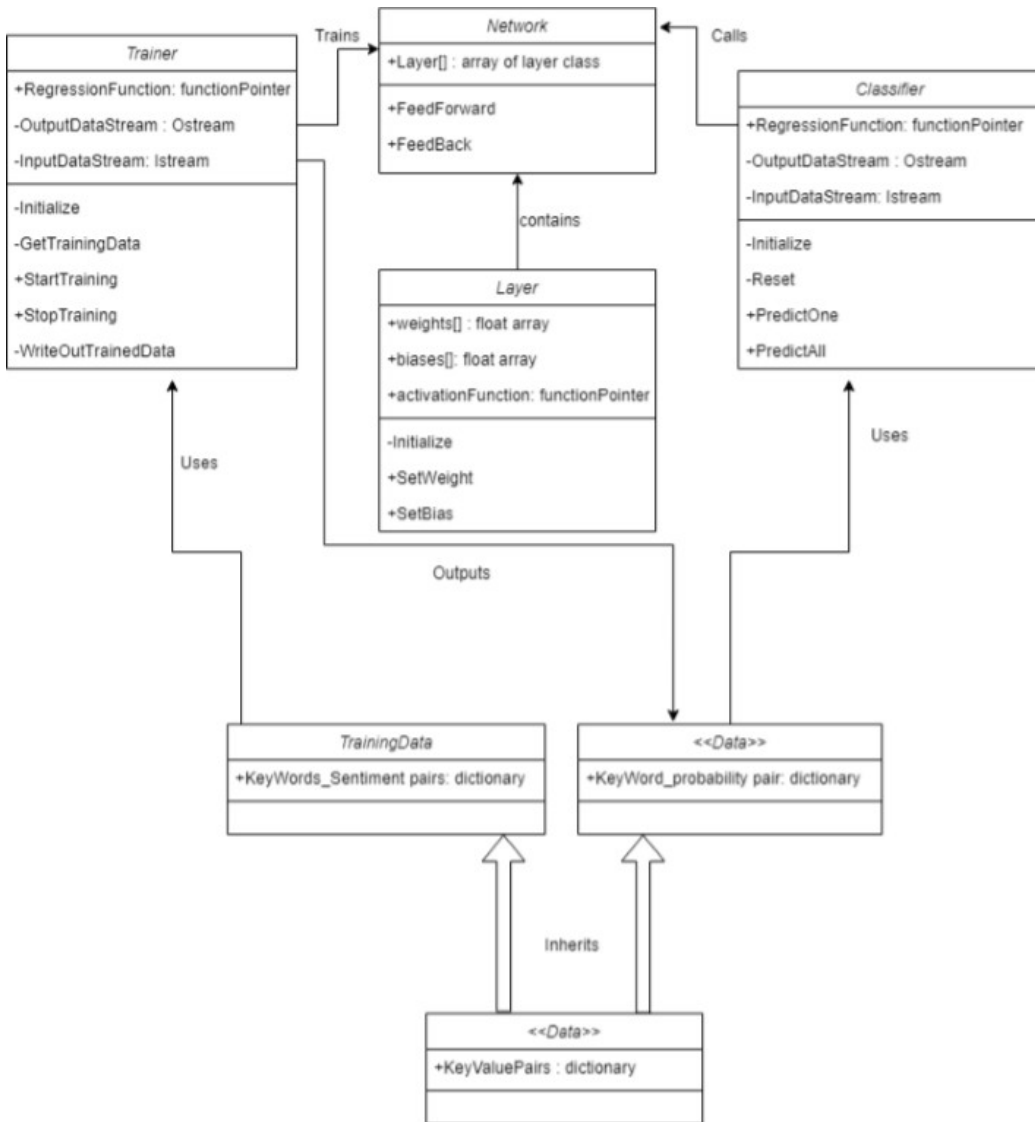 Trainer
+RegressionFunction: functionPointer
-OutputDataStream : Ostream
-InputDataStream: Istream
-Initialize
-GetTrainingData
+StartTraining
+StopTraining
-WriteOutTrainedData
Trains
Network
+Layer[] : array of layer class
+FeedForward
+FeedBack
Calls
Classifier
+RegressionFunction: functionPointer
-OutputDataStream : Ostream
-InputDataStream: Istream
-Initialize
-Reset
+PredictOne
+PredictAll
contains
Layer
+weights[] : float array
+biases[]: float array
+activationFunction: functionPointer
-Initialize
+SetWeight
+SetBias
Uses
Uses
Outputs
TrainingData
+KeyWords_Sentiment pairs: dictionary
<<Data>>
+KeyWord_probability pair: dictionary
Inherits
<<Data>>
+KeyValuePairs : dictionary